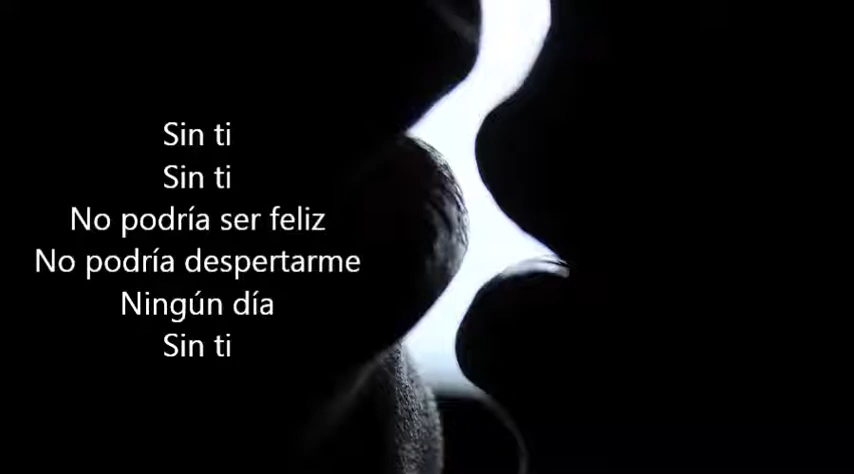 Sin ti
Sin ti
No podría ser feliz
No podría despertarme
Ningún día
Sin ti